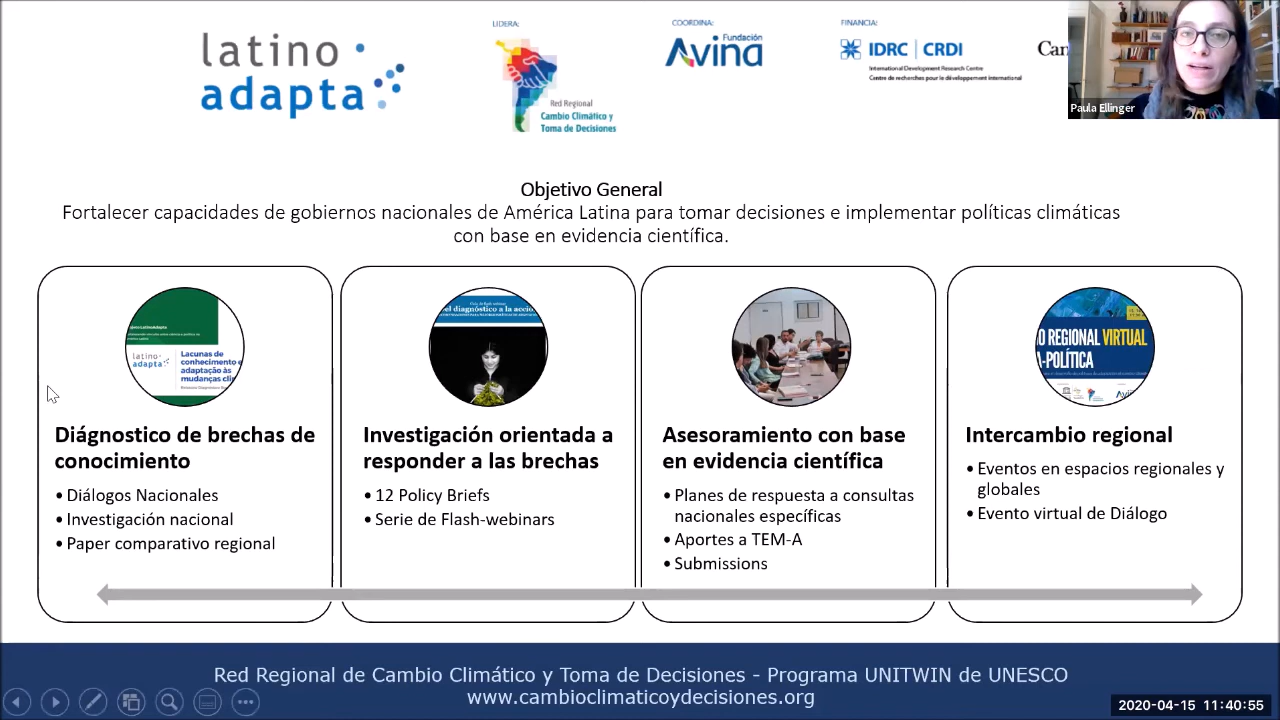 latino
adapta
LIDERA:
Red Regional
Cambio Climático y
Toma de Decisiones
COORDINA:
Fundación
Avina
FINANCIA:
IDRC | CRDI
International Development Research Centre
Centre de recherches pour le développement international
Can
Paula Ellinger
Objetivo General
Fortalecer capacidades de gobiernos nacionales de América Latina para tomar decisiones e implementar políticas climáticas
con base en evidencia científica.
latino
adapta
Lacunas de
conhecimento e
adaptação às
mudanças cli
Diágnostico de brechas de
conocimiento
• Diálogos Nacionales
• Investigación nacional
• Paper comparativo regional
el diagnóstico a la acció
Investigación orientada a
responder a las brechas
• 12 Policy Briefs
• Serie de Flash-webinars
Asesoramiento con base
en evidencia científica
• Planes de respuesta a consultas
nacionales específicas
• Aportes a TEM-A
• Submissions
O REGIONAL VIRTUAL
A-POLÍTICA
Intercambio regional
• Eventos en espacios regionales y
globales
• Evento virtual de Diálogo
Red Regional de Cambio Climático y Toma de Decisiones - Programa UNITWIN de UNESCO
www.cambioclimaticoydecisiones.org
2020-04-15 11:40:55